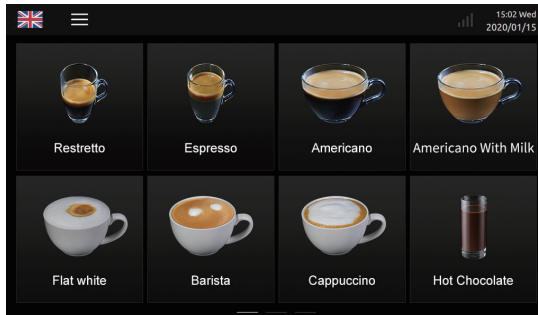 15:02 Wed
2020/01/15
Restretto
Espresso
Americano
Americano With Milk
Flat white
Barista
Cappuccino
Hot Chocolate